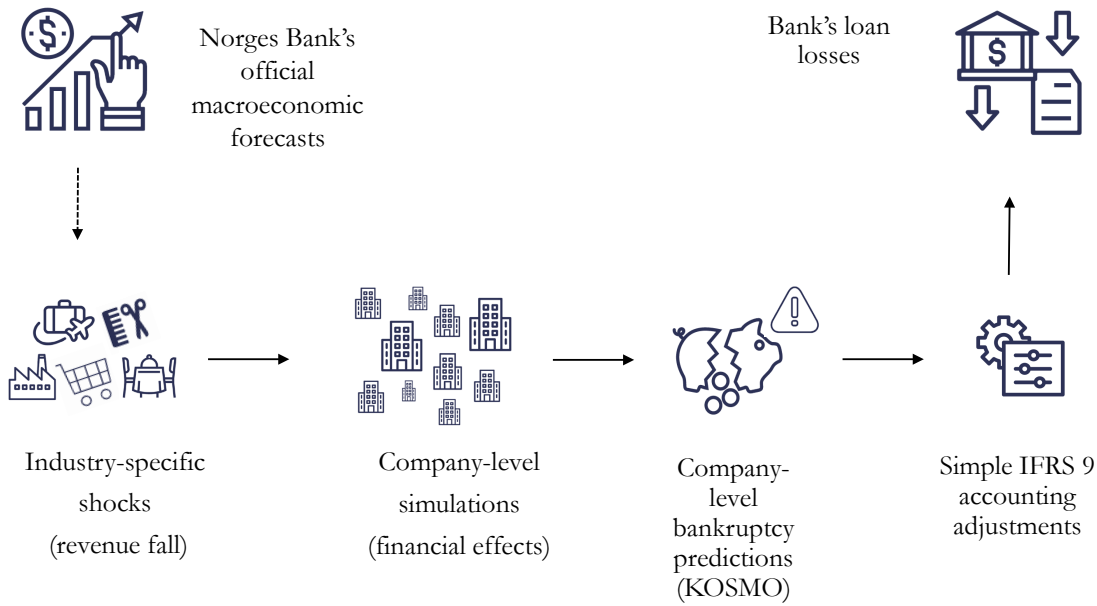 Norges Bank’s
official
macroeconomic
forecasts
Bank’s loan
losses
$
$
Industry-specific
shocks
(revenue fall)
Company-level
simulations
(financial effects)
Company-
level
bankruptcy
predictions
(KOSMO)
Simple IFRS 9
accounting
adjustments